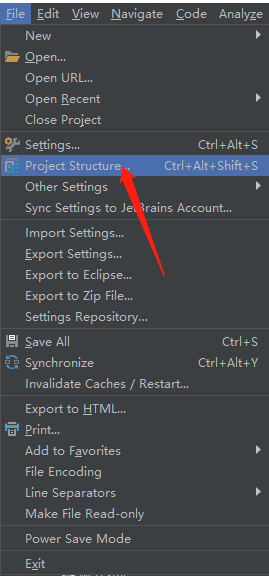 File Edit View Navigate Code Analyze
New
Open...
Open URL...
Open Recent
Close Project
Settings... Ctrl+Alt+S
Project Structure... Ctrl+Alt+Shift+S
Other Settings
Sync Settings to JetBrains Account...
Import Settings...
Export Settings...
Export to Eclipse...
Export to Zip File...
Settings Repository...
Save All Ctrl+S
Synchronize Ctrl+Alt+Y
Invalidate Caches / Restart...
Export to HTML...
Print...
Add to Favorites
File Encoding
Line Separators
Make File Read-only
Power Save Mode
Exit